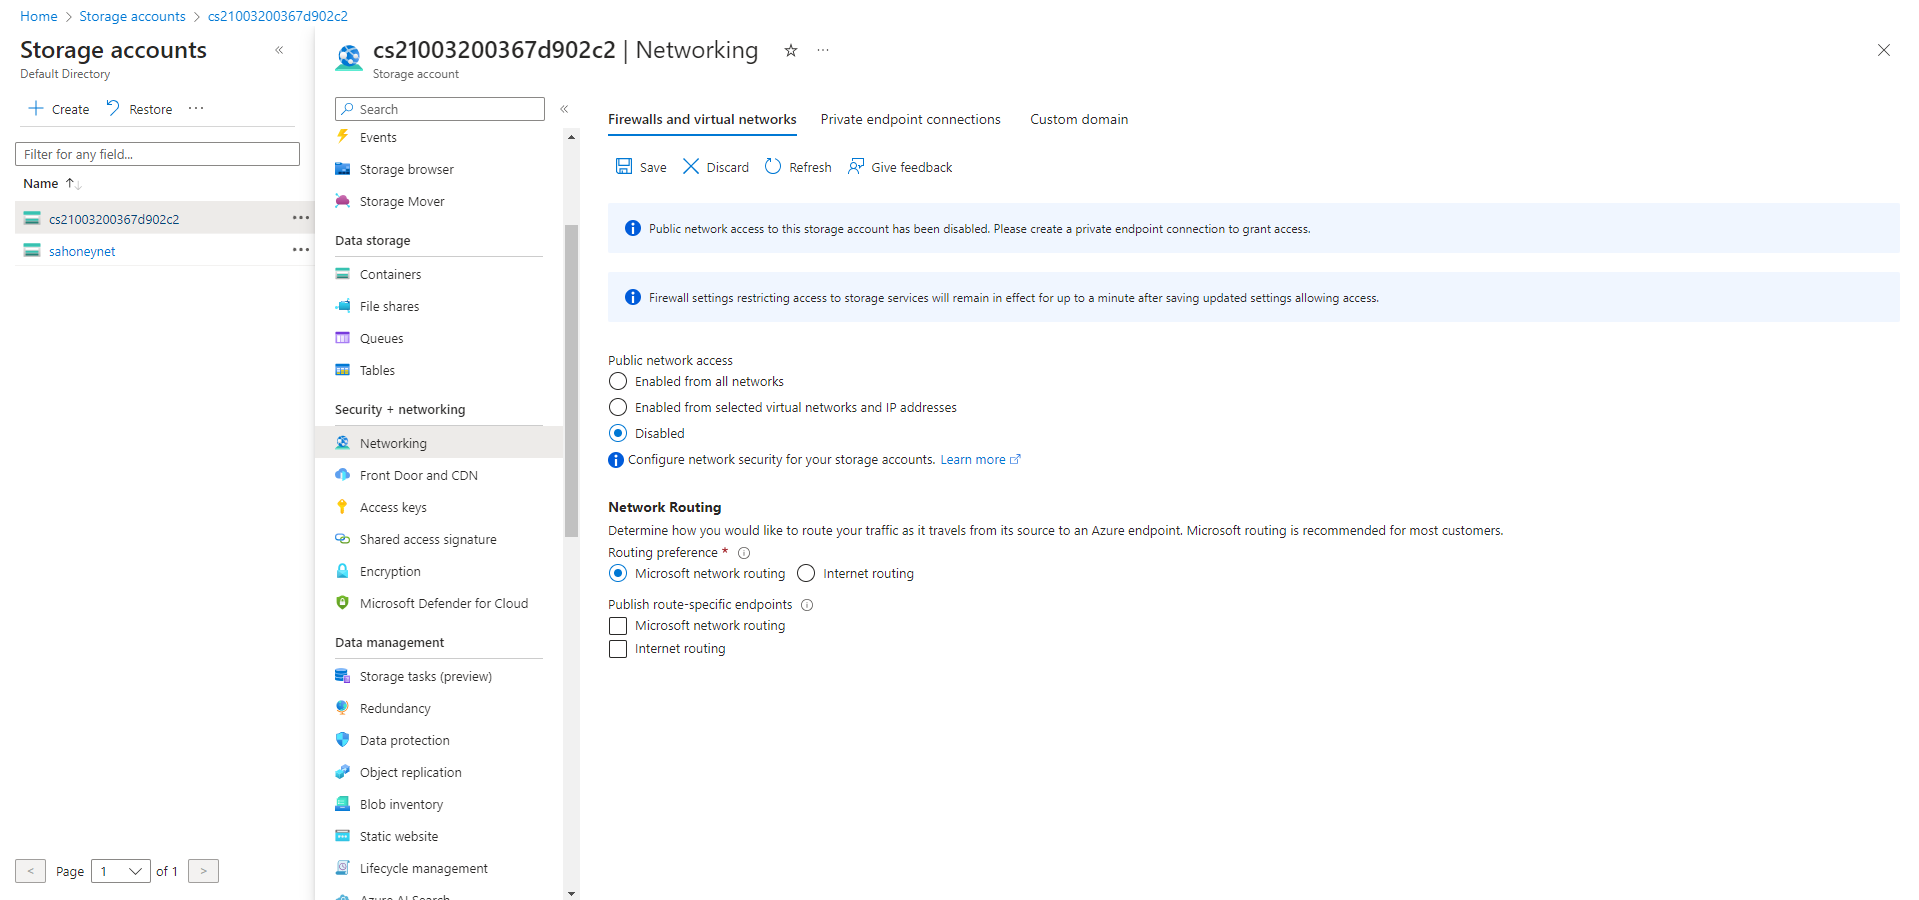 Home > Storage accounts > cs21003200367d902c2
Storage accounts
Default Directory
Create Restore ...
Filter for any field...
Name
cs21003200367d902c2
sahoneynet
< Page 1 of 1 >
cs21003200367d902c2 | Networking
Storage account
Search
Events
Storage browser
Storage Mover
Data storage
Containers
File shares
Queues
Tables
Security + networking
Networking
Front Door and CDN
Access keys
Shared access signature
Encryption
Microsoft Defender for Cloud
Data management
Storage tasks (preview)
Redundancy
Data protection
Object replication
Blob inventory
Static website
Lifecycle management
Azure AI Search
Firewalls and virtual networks Private endpoint connections Custom domain
Save Discard Refresh Give feedback
Public network access to this storage account has been disabled. Please create a private endpoint connection to grant access.
Firewall settings restricting access to storage services will remain in effect for up to a minute after saving updated settings allowing access.
Public network access
Enabled from all networks
Enabled from selected virtual networks and IP addresses
Disabled
Configure network security for your storage accounts. Learn more
Network Routing
Determine how you would like to route your traffic as it travels from its source to an Azure endpoint. Microsoft routing is recommended for most customers.
Routing preference *
Microsoft network routing Internet routing
Publish route-specific endpoints
Microsoft network routing
Internet routing